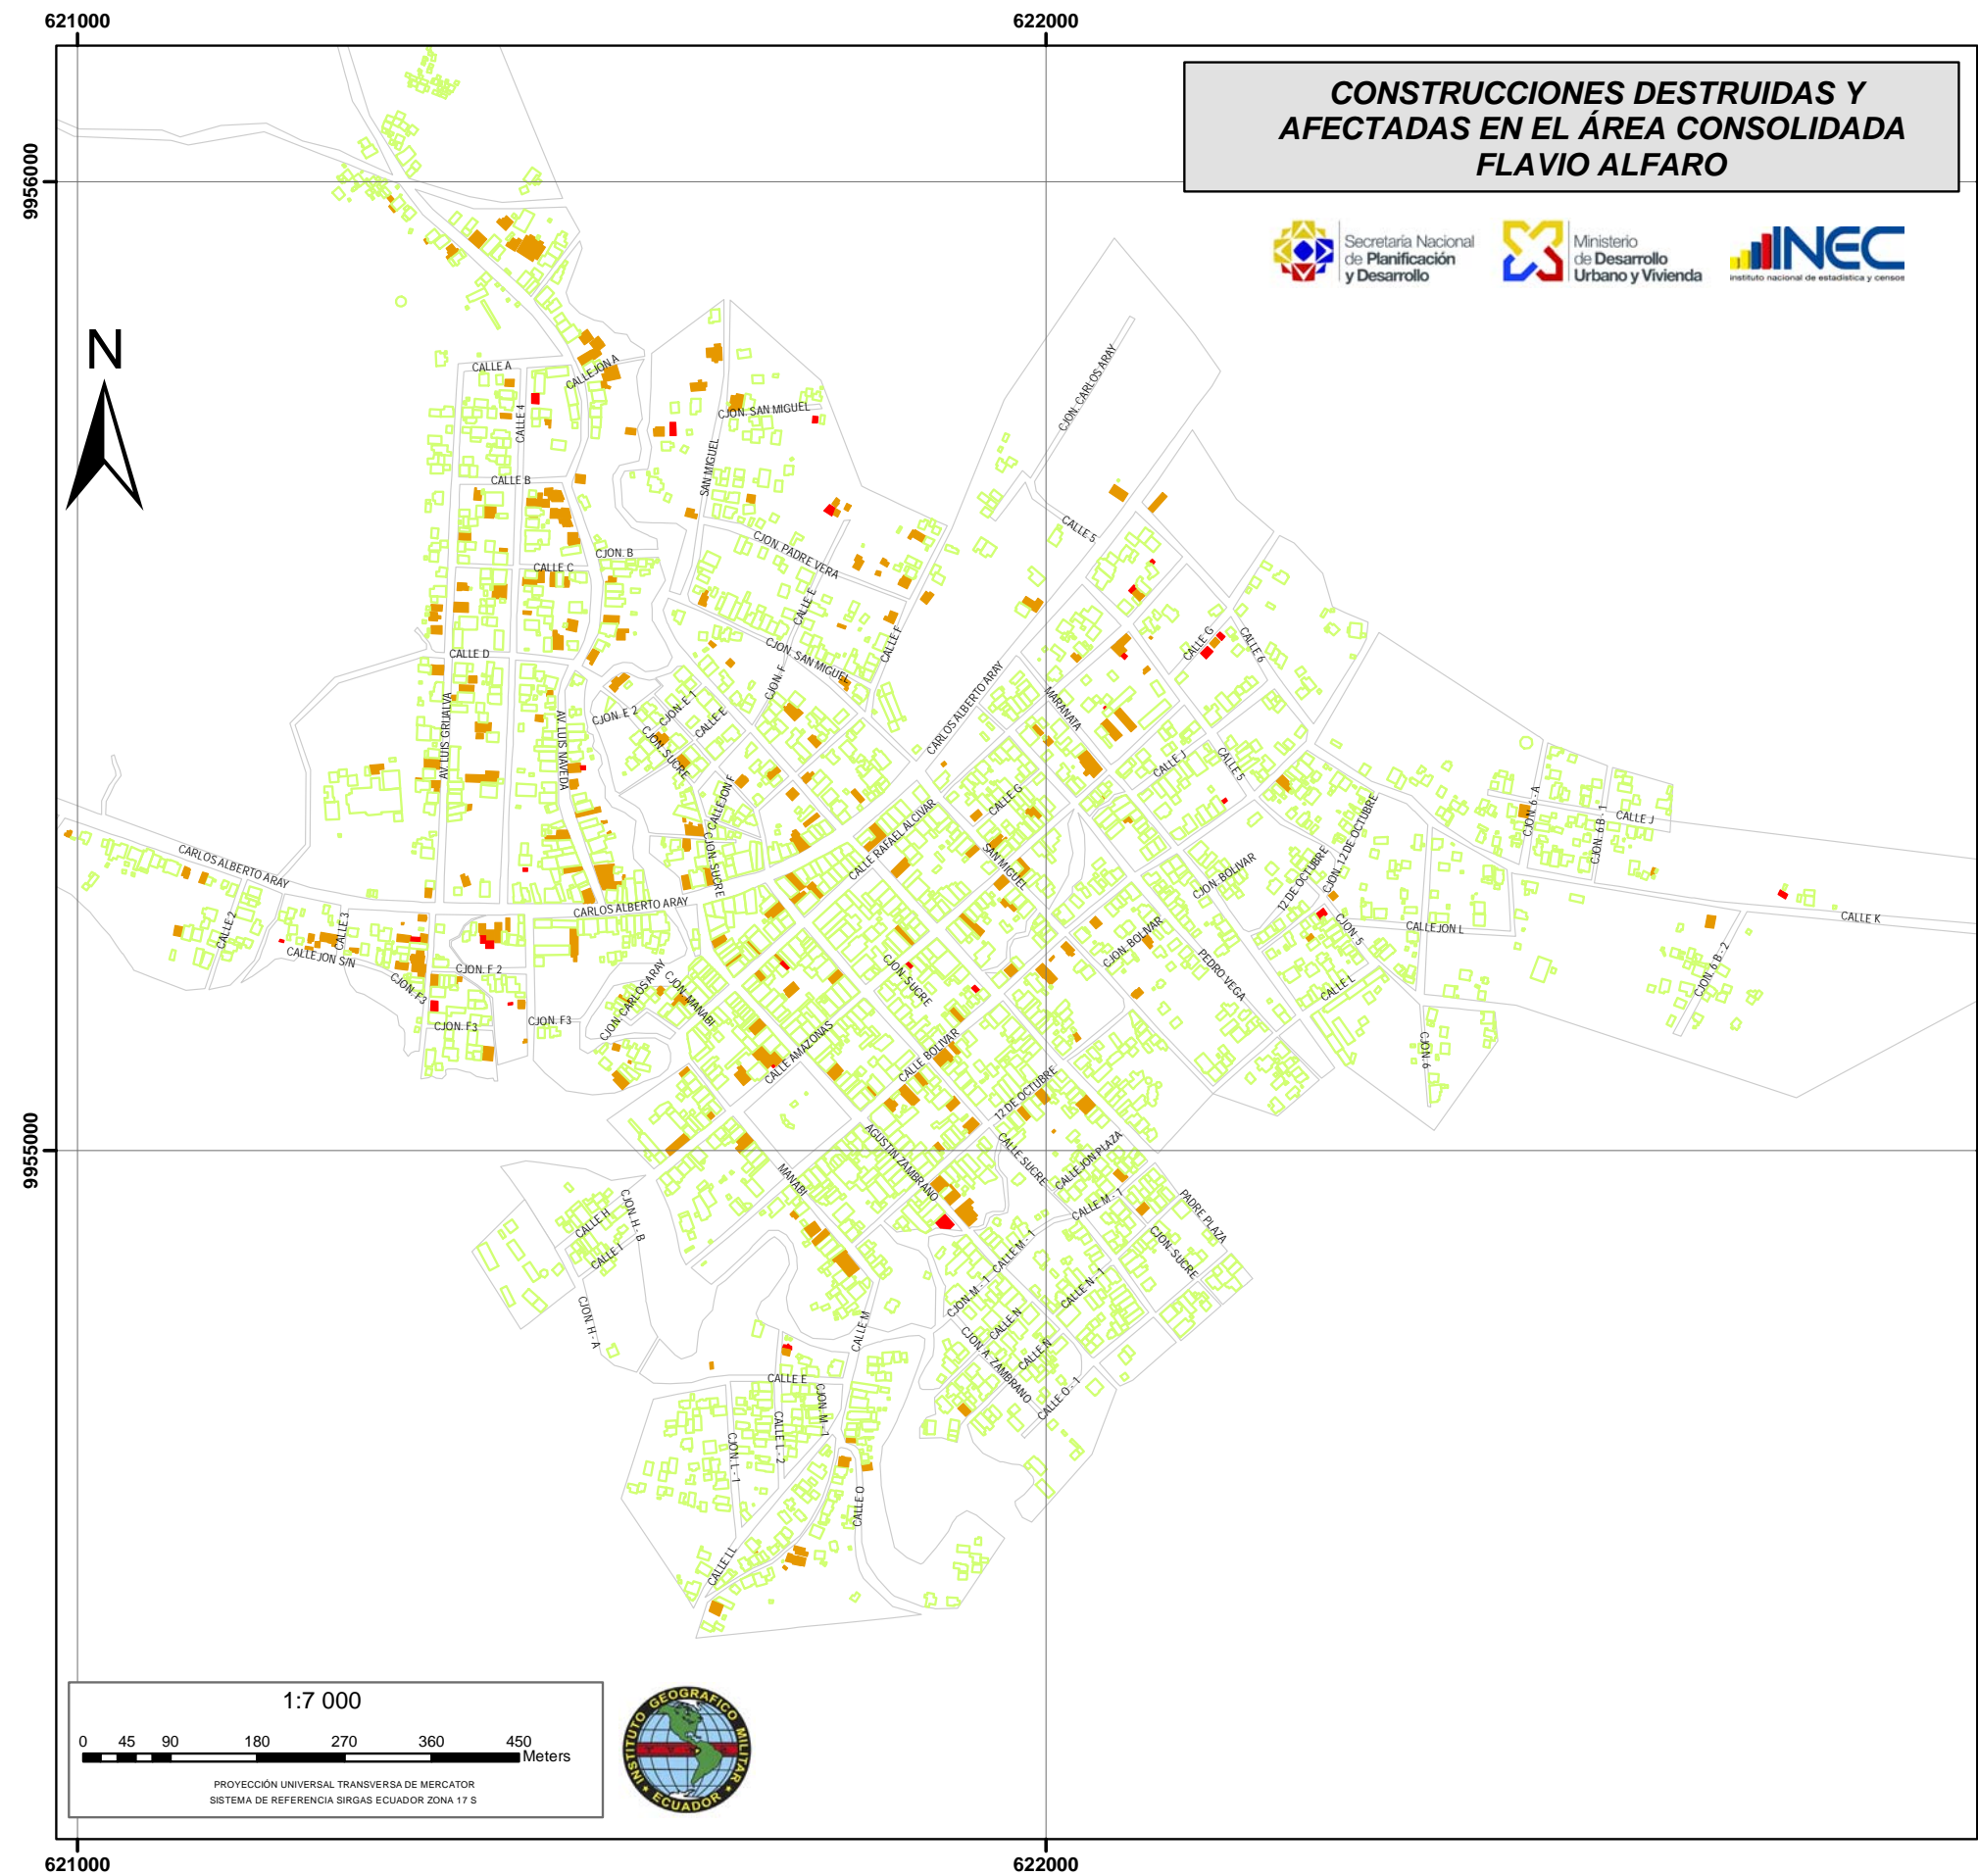 621000
622000
CONSTRUCCIONES DESTRUIDAS Y
AFECTADAS EN EL ÁREA CONSOLIDADA
FLAVIO ALFARO
9956000
Secretaría Nacional
de Planificación
y Desarrollo
Ministerio
de Desarrollo
Urbano y Vivienda
INEC
instituto nacional de estadística y censos
N
CALLE A
CALLEJON A
CALLE 4
CJON. SAN MIGUEL
CJON. CARLOS ARAY
SAN MIGUEL
CALLE B
CALLE 5
CJON. B
CJON. PADRE VERA
CALLE C
CALLE E
CALLE F
CALLE G
CALLE 6
CALLE D
CJON. SAN MIGUEL
CJON. F
CARLOS ALBERTO ARAY
MARANATA
AV. LUIS GRIJALVA
AV. LUIS NAVEDA
CJON. E 2
CJON. E 1
CALLE E
CJON. SUCRE
CALLE J
CALLE 5
CALLEJON F
CALLE G
CALLE RAFAEL ALCIVAR
CJON. 6 - A
CJON. 6 B - 1
CALLE J
CJON. 12 DE OCTUBRE
12 DE OCTUBRE
CARLOS ALBERTO ARAY
CJON. SUCRE
SAN MIGUEL
CJON. BOLIVAR
CARLOS ALBERTO ARAY
CALLE 2
CALLE 3
CALLEJON S/N
CJON. F 2
CJON. F3
CJON. F3
CJON. F3
CJON. CARLOS ARAY
CJON. MANABI
CJON. SUCRE
CJON. BOLIVAR
PEDRO VEGA
CJON. 5
CALLEJON L
CALLE K
CALLE L
CJON. 6 B - 2
CJON. 6
CALLE AMAZONAS
CALLE BOLIVAR
12 DE OCTUBRE
9955000
AGUSTIN ZAMBRANO
CALLE SUCRE
CALLEJON PLAZA
MANABI
CALLE M - 1
PADRE PLAZA
CJON. SUCRE
CALLE H
CJON. H - B
CALLE I
CJON. H - A
CALLE M - 1
CJON. M - 1
CALLE N - 1
CALLE N
CALLE M
CJON. A. ZAMBRANO
CALLE Ñ
CALLE O - 1
CALLE E
CJON. M - 1
CALLE L - 2
CJON. L - 1
CALLE O
CALLE LL
1:7 000
0 45 90 180 270 360 450
Meters
PROYECCIÓN UNIVERSAL TRANSVERSA DE MERCATOR
SISTEMA DE REFERENCIA SIRGAS ECUADOR ZONA 17 S
INSTITUTO GEOGRAFICO MILITAR
ECUADOR
621000
622000